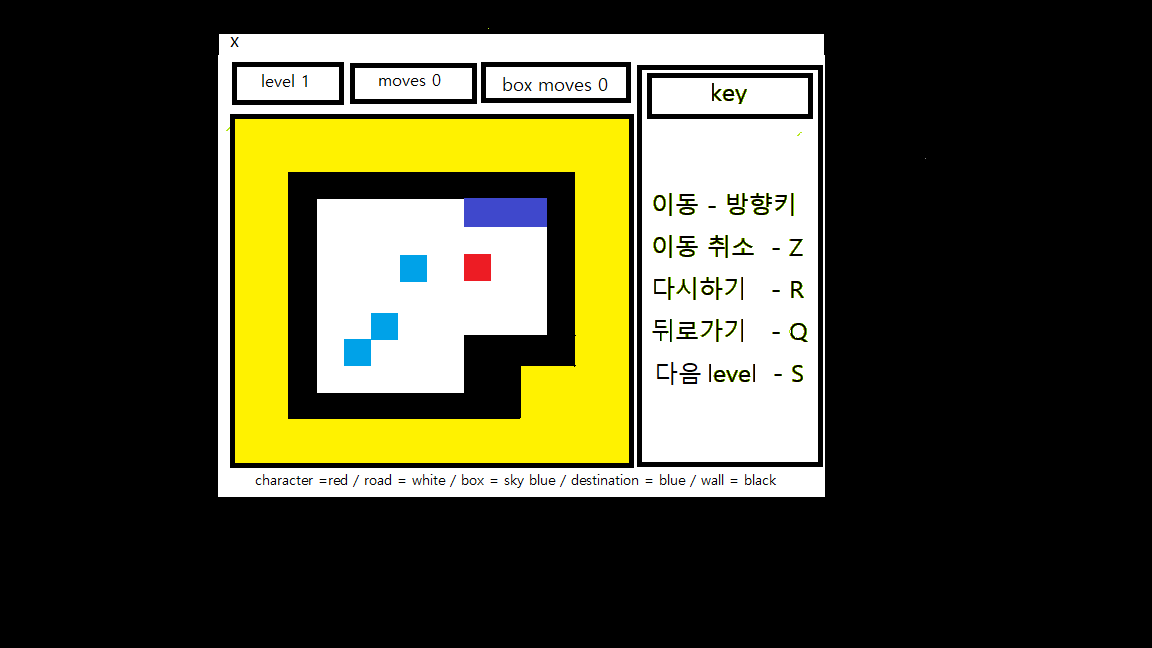 X
level 1
moves 0
box moves 0
key
이동 - 방향키
이동 취소 - Z
다시하기 - R
뒤로가기 - Q
다음 level - S
character =red / road = white / box = sky blue / destination = blue / wall = black